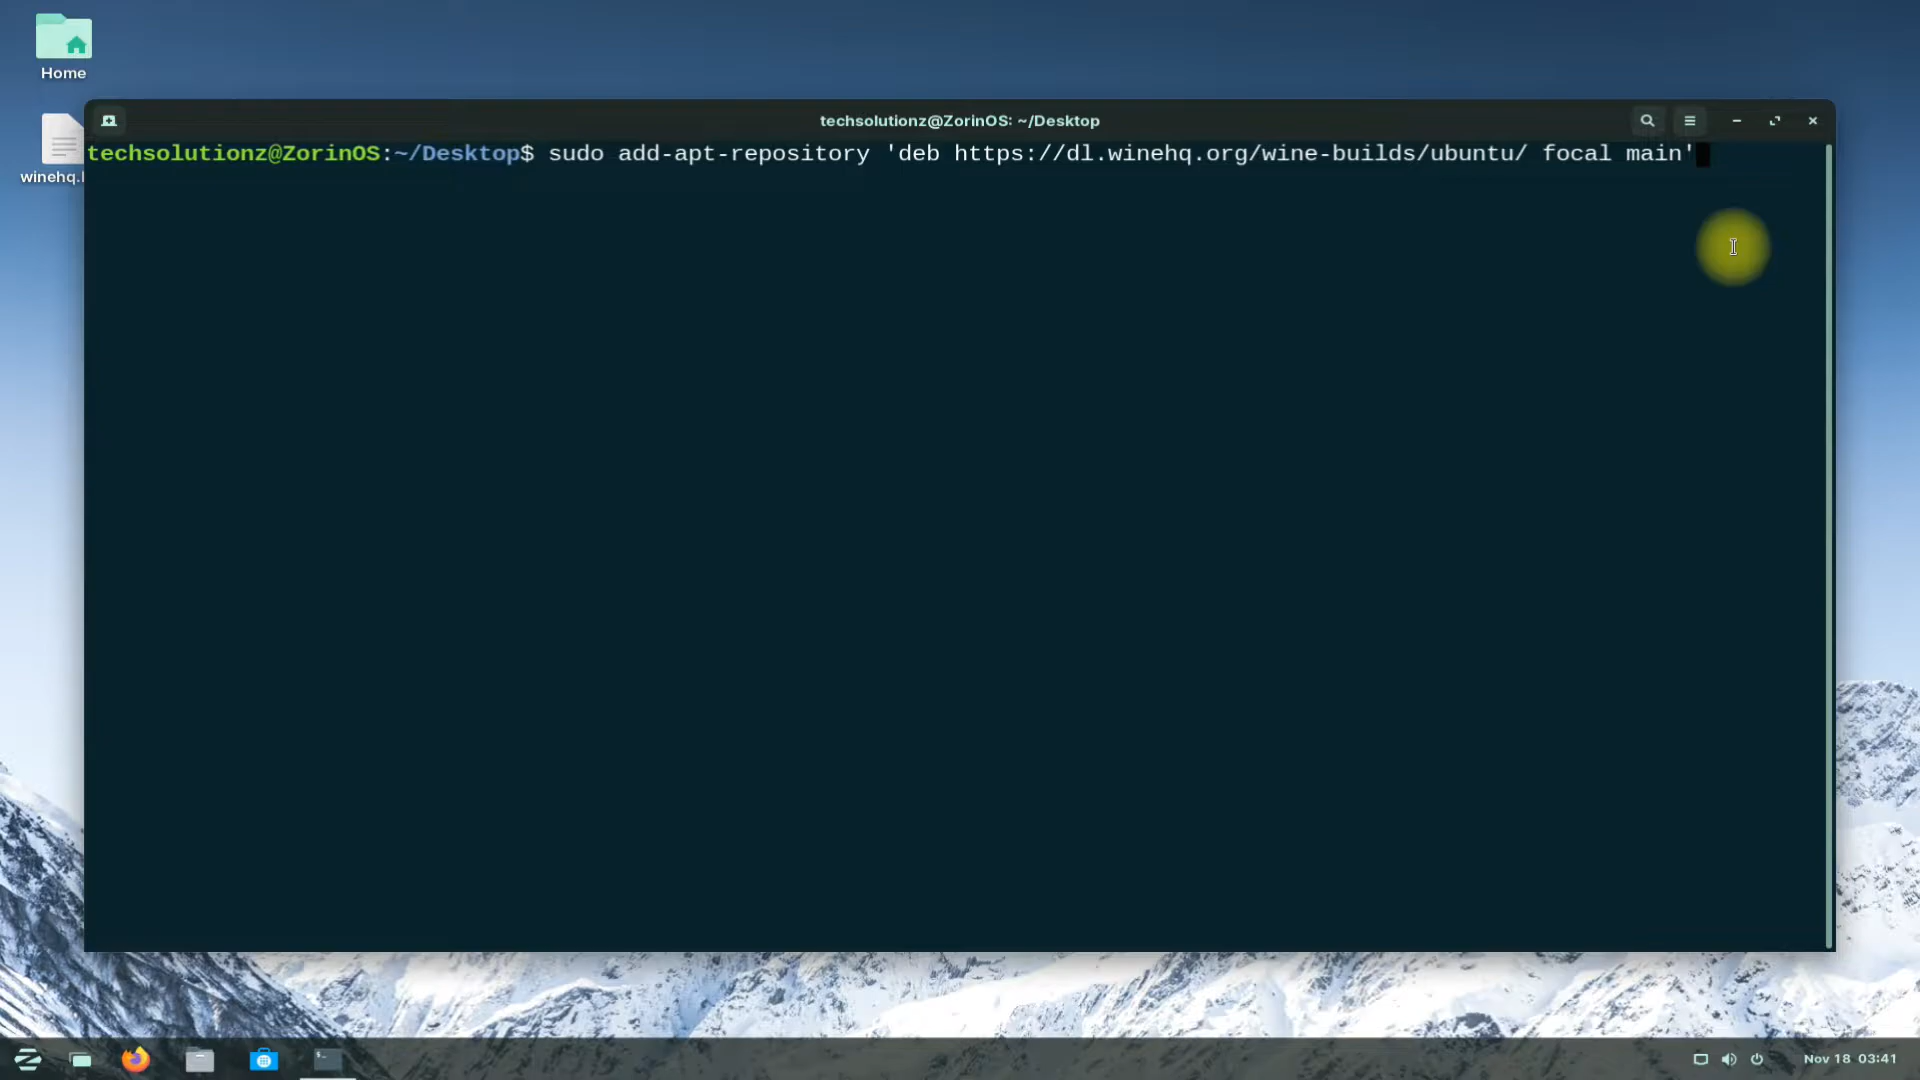 Home
techsolutionz@ZorinOS: ~/Desktop
techsolutionz@ZorinOS:~/Desktop$ sudo add-apt-repository 'deb https://dl.winehq.org/wine-builds/ubuntu/ focal main'
winehq.
Nov 18 03:41